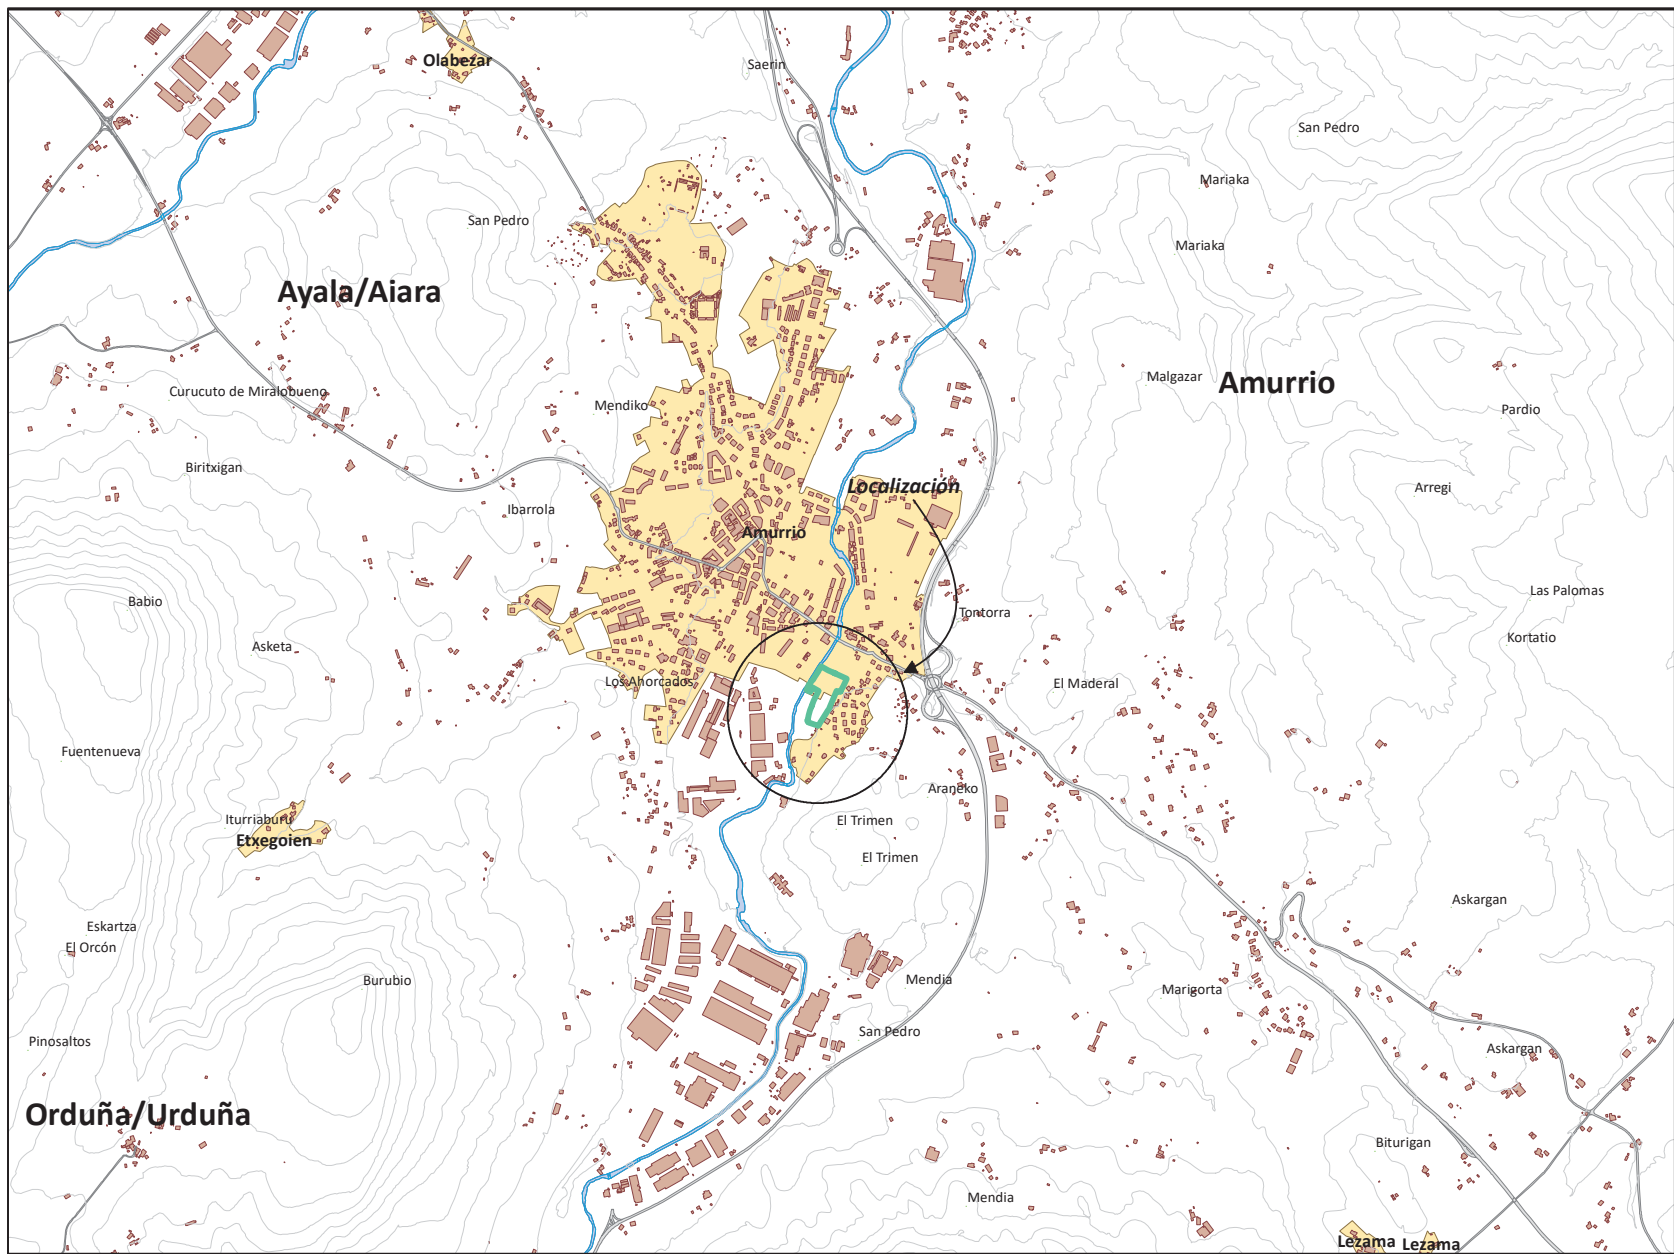 Olabezar
Saerin
San Pedro
Mariaka
San Pedro
Mariaka
Ayala/Aiara
Malgazar
Amurrio
Curucuto de Miralobueno
Mendiko
Pardio
Biritxigan
Localización
Arregi
Ibarrola
Amurrio
Las Palomas
Babio
Tontorra
Kortatio
Asketa
Los Ahorcados
El Maderal
Fuentenueva
Araneko
Iturriaburu
El Trimen
Etxegoien
El Trimen
Askargan
Eskartza
El Orcón
Burubio
Mendia
Marigorta
San Pedro
Pinosaltos
Askargan
Orduña/Urduña
Biturigan
Mendia
Lezama
Lezama